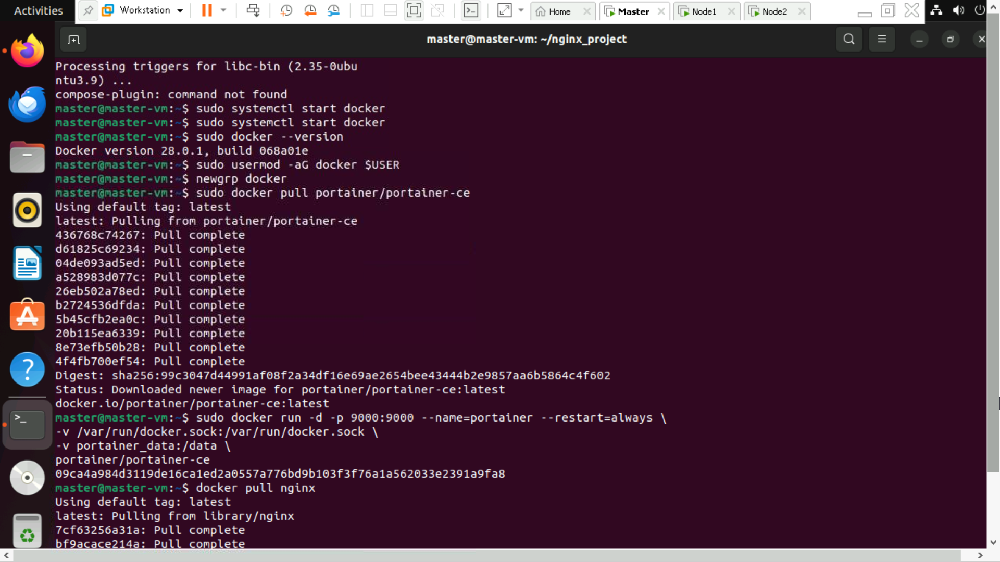 Activities
Workstation
Home
Master
Node1
Node2
master@master-vm: ~/nginx_project
Processing triggers for libc-bin (2.35-0ubu
ntu3.9) ...
compose-plugin: command not found
master@master-vm:~$ sudo systemctl start docker
master@master-vm:~$ sudo systemctl start docker
master@master-vm:~$ sudo docker --version
Docker version 28.0.1, build 068a01e
master@master-vm:~$ sudo usermod -aG docker $USER
master@master-vm:~$ newgrp docker
master@master-vm:~$ sudo docker pull portainer/portainer-ce
Using default tag: latest
latest: Pulling from portainer/portainer-ce
436768c74267: Pull complete
d61825c69234: Pull complete
04de093ad5ed: Pull complete
a528983d077c: Pull complete
26eb502a78ed: Pull complete
b2724536dfda: Pull complete
5b45cfb2ea0c: Pull complete
20b115ea6339: Pull complete
8e73efb50b28: Pull complete
4f4fb700ef54: Pull complete
Digest: sha256:99c3047d44991af08f2a34df16e69ae2654bee43444b2e9857aa6b5864c4f602
Status: Downloaded newer image for portainer/portainer-ce:latest
docker.io/portainer/portainer-ce:latest
master@master-vm:~$ sudo docker run -d -p 9000:9000 --name=portainer --restart=always \
-v /var/run/docker.sock:/var/run/docker.sock \
-v portainer_data:/data \
portainer/portainer-ce
09ca4a984d3119de16ca1ed2a0557a776bd9b103f3f76a1a562033e2391a9fa8
master@master-vm:~$ docker pull nginx
Using default tag: latest
latest: Pulling from library/nginx
7cf63256a31a: Pull complete
bf9acace214a: Pull complete